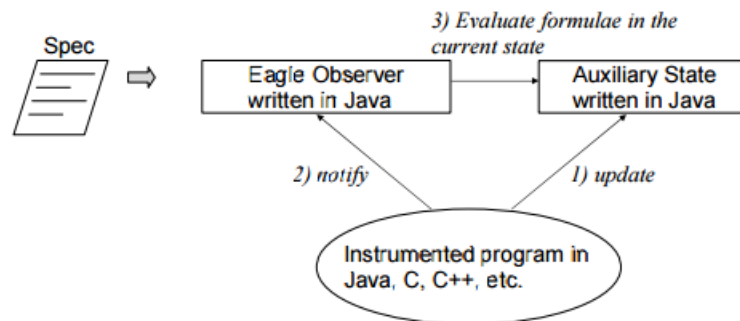 3) Evaluate formulae in the
current state
Spec
Eagle Observer
written in Java
Auxiliary State
written in Java
2) notify
1) update
Instrumented program in
Java, C, C++, etc.